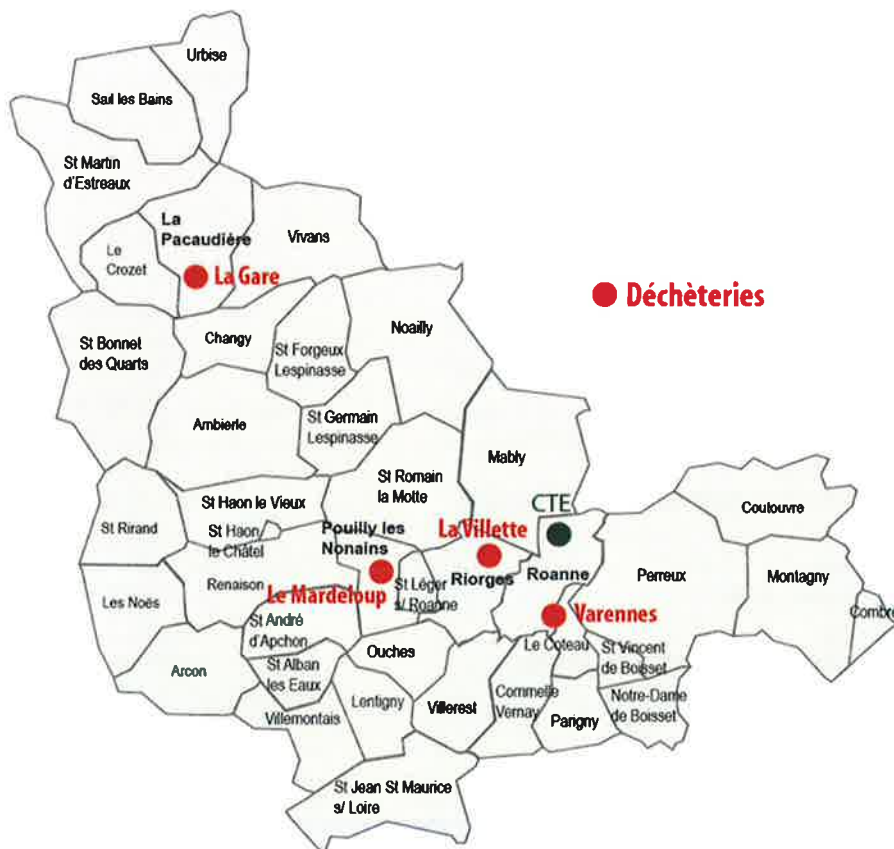 Urbise
Sail les Bains
St Martin
d'Estreaux
La
Pacaudière
Vivans
Le
Crozet
La Gare
Déchèteries
St Bonnet
des Quarts
Changy
St Forgeux
Lespinasse
Noailly
Ambierle
St Germain
Lespinasse
Mably
St Romain
la Motte
St Haon le Vieux
CTE
Coutouvre
St Rirand
St Haon
le Châtel
Pouilly les
Nonains
La Villette
Riorges
Roanne
Perreux
Montagny
Combre
Renaison
Le Mardeloup
St Léger
s/ Roanne
Les Noës
Varennes
St André
d'Apchon
Ouches
Le Coteau
St Vincent
de Boisset
Arcon
St Alban
les Eaux
Lentigny
Villerest
Commelle
Vernay
Parigny
Notre-Dame
de Boisset
Villemontais
St Jean St Maurice
s/ Loire